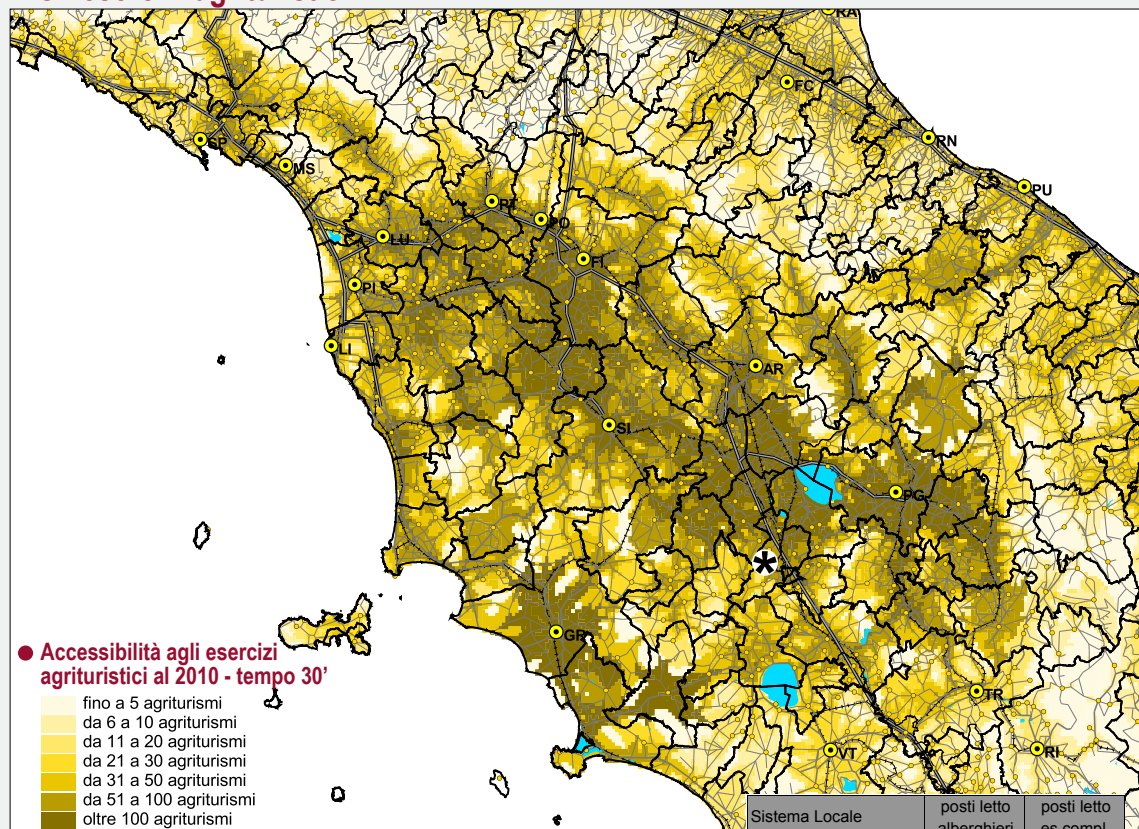 RA
FC
RN
SP
MS
PU
PT
PO
LU
FI
PI
LI
AR
SI
PG
GR
TR
VT
RI
Accessibilità agli esercizi
agrituristici al 2010 - tempo 30’
fino a 5 agriturismi
da 6 a 10 agriturismi
da 11 a 20 agriturismi
da 21 a 30 agriturismi
da 31 a 50 agriturismi
da 51 a 100 agriturismi
oltre 100 agriturismi
Sistema Locale
posti letto
alberghieri
posti letto
es.compl.